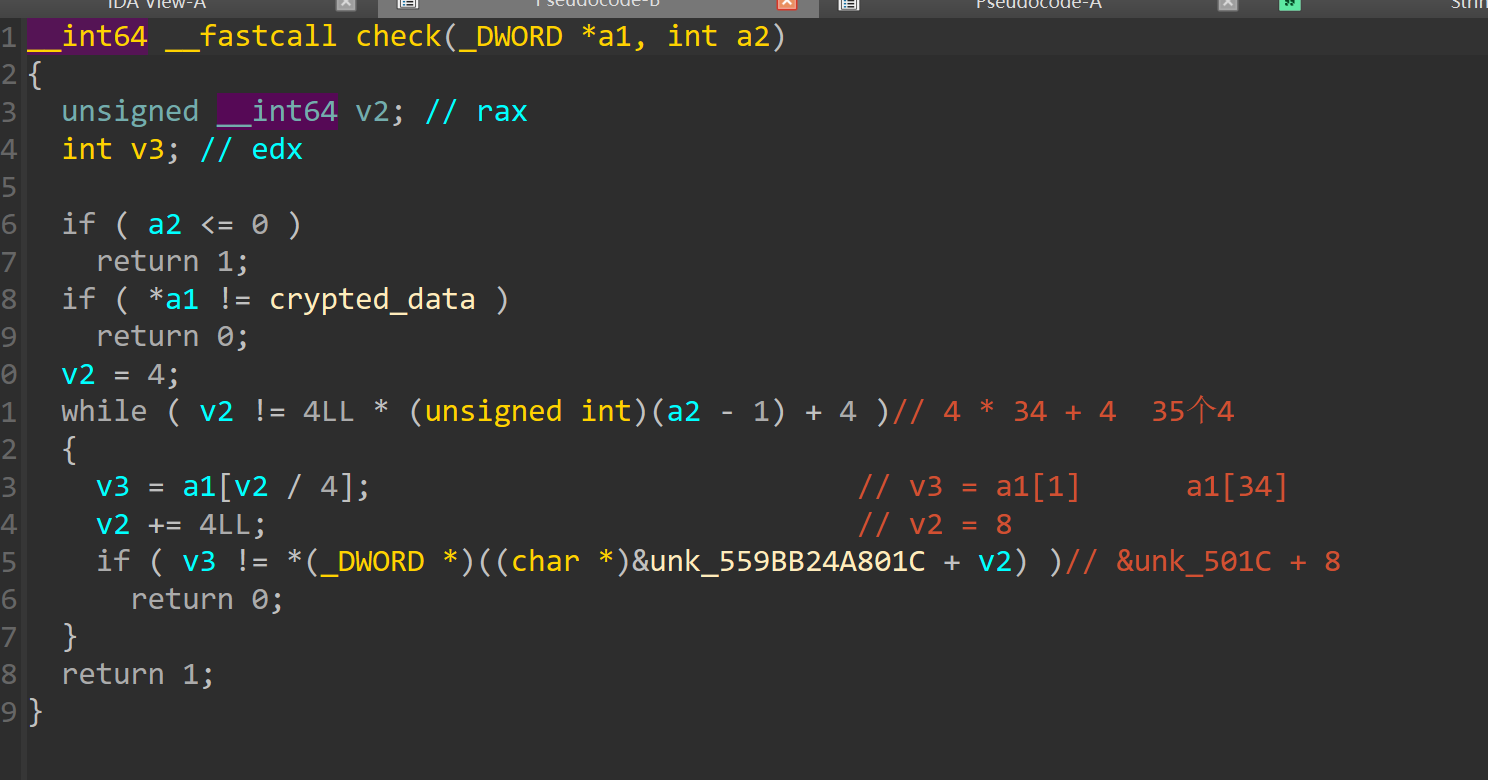 IDA View-A Pseudocode-B Pseudocode-A
1 __int64 __fastcall check(_DWORD *a1, int a2)
2 {
3 unsigned __int64 v2; // rax
4 int v3; // edx
5
6 if ( a2 <= 0 )
7 return 1;
8 if ( *a1 != crypted_data )
9 return 0;
0 v2 = 4;
1 while ( v2 != 4LL * (unsigned int)(a2 - 1) + 4 )// 4 * 34 + 4 35个4
2 {
3 v3 = a1[v2 / 4]; // v3 = a1[1] a1[34]
4 v2 += 4LL; // v2 = 8
5 if ( v3 != *(_DWORD *)((char *)&unk_559BB24A801C + v2) )// &unk_501C + 8
6 return 0;
7 }
8 return 1;
9 }